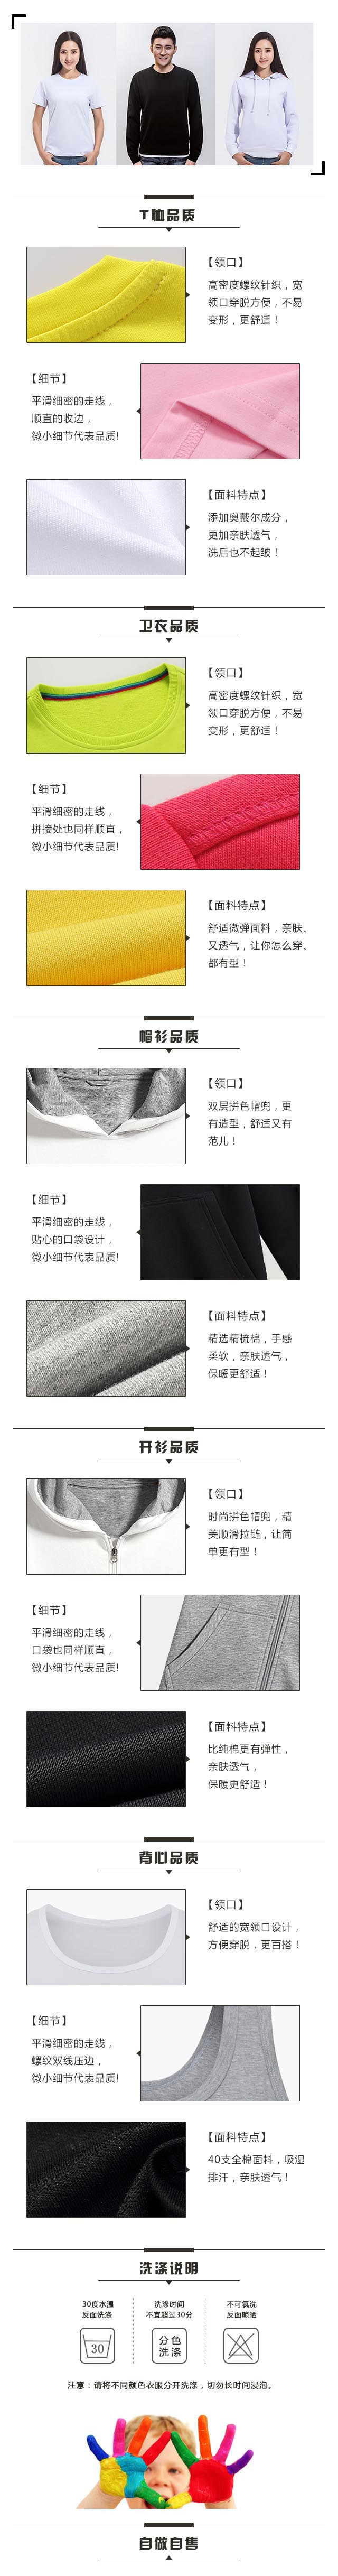 T恤品质
【领口】
高密度螺纹针织，宽
领口穿脱方便，不易
变形，更舒适！
【细节】
平滑细密的走线，
顺直的收边，
微小细节代表品质!
【面料特点】
添加奥戴尔成分，
更加亲肤透气，
洗后也不起皱！
卫衣品质
【领口】
高密度螺纹针织，宽
领口穿脱方便，不易
变形，更舒适！
【细节】
平滑细密的走线，
拼接处也同样顺直，
微小细节代表品质!
【面料特点】
舒适微弹面料，亲肤、
又透气，让你怎么穿、
都有型！
帽衫品质
【领口】
双层拼色帽兜，更
有造型，舒适又有
范儿！
【细节】
平滑细密的走线，
贴心的口袋设计，
微小细节代表品质!
【面料特点】
精选精梳棉，手感
柔软，亲肤透气，
保暖更舒适！
开衫品质
【领口】
时尚拼色帽兜，精
美顺滑拉链，让简
单更有型！
【细节】
平滑细密的走线，
口袋也同样顺直，
微小细节代表品质!
【面料特点】
比纯棉更有弹性，
亲肤透气，
保暖更舒适！
背心品质
【领口】
舒适的宽领口设计，
方便穿脱，更百搭！
【细节】
平滑细密的走线，
螺纹双线压边，
微小细节代表品质!
【面料特点】
40支全棉面料，吸湿
排汗，亲肤透气！
洗涤说明
30度水温
反面洗涤
30
洗涤时间
不宜超过30分
分色
洗涤
不可氯洗
反面晾晒
注意：请将不同颜色衣服分开洗涤，切勿长时间浸泡。
自做自售